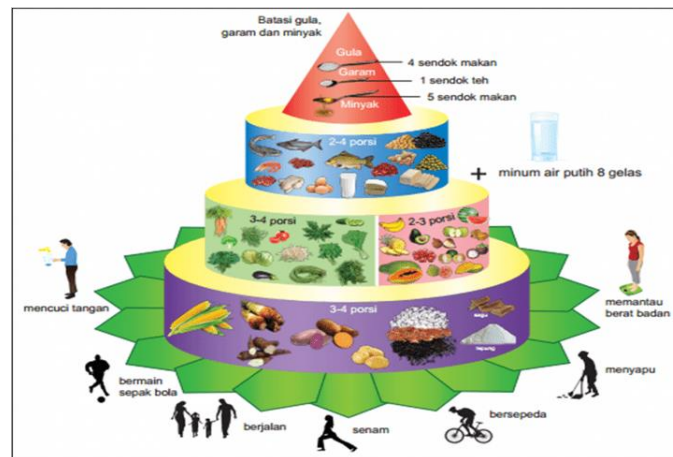 Batasi gula,
garam dan minyak
Gula
4 sendok makan
Garam
1 sendok teh
Minyak
5 sendok makan
2-4 porsi
+ minum air putih 8 gelas
3-4 porsi
2-3 porsi
mencuci tangan
memantau
berat badan
3-4 porsi
sagu
tepung
bermain
sepak bola
menyapu
berjalan
senam
bersepeda